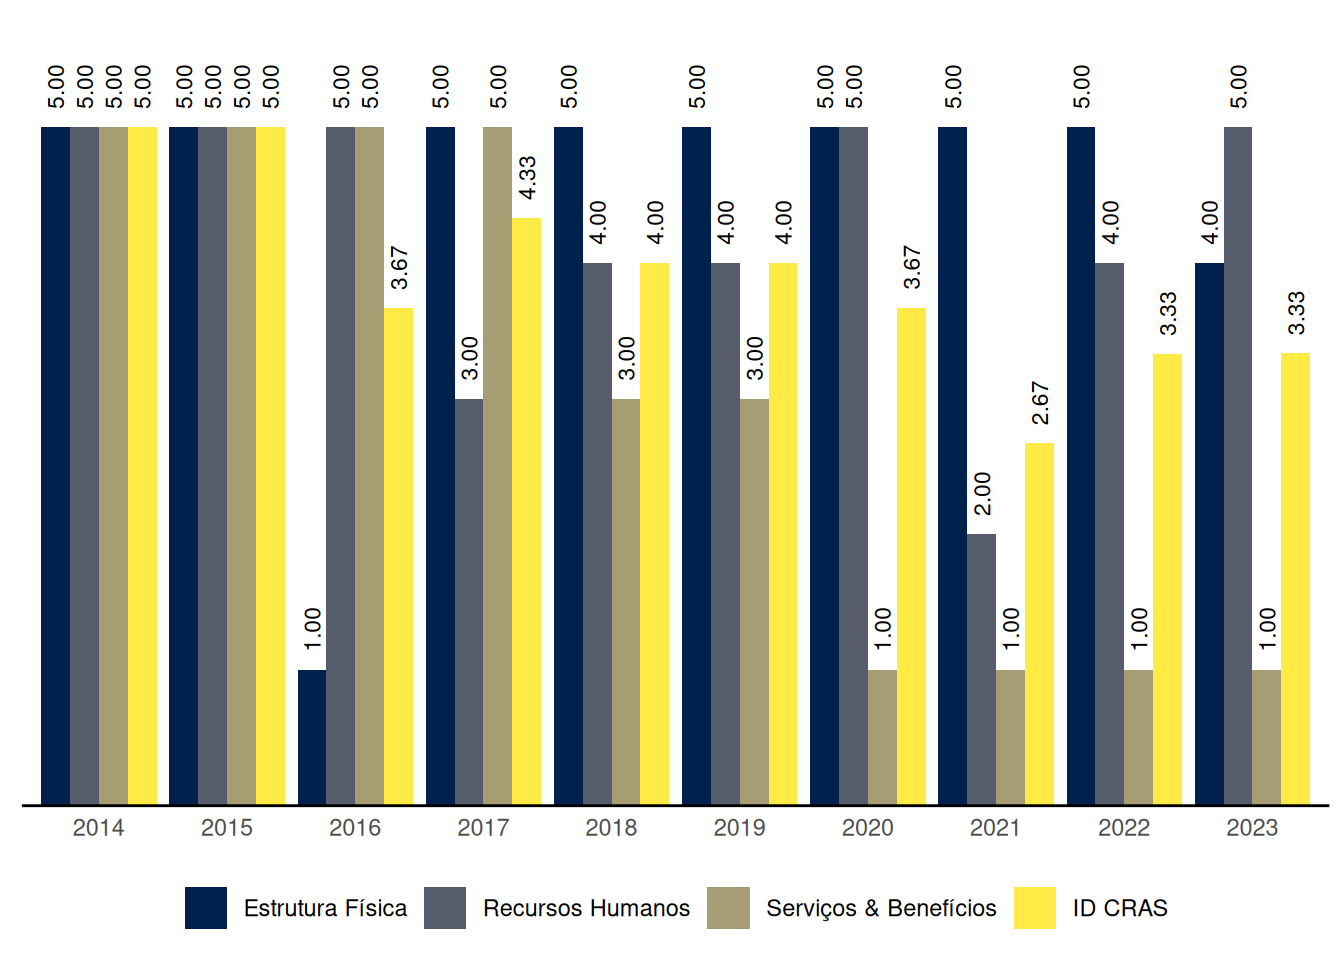 5.00 5.00 5.00 5.00 5.00 5.00 5.00 5.00 1.00 5.00 5.00 3.67 5.00 3.00 5.00 4.33 5.00 4.00 3.00 4.00 5.00 4.00 3.00 4.00 5.00 5.00 1.00 3.67 5.00 2.00 1.00 2.67 5.00 4.00 1.00 3.33 4.00 5.00 1.00 3.33
2014 2015 2016 2017 2018 2019 2020 2021 2022 2023
Estrutura Física Recursos Humanos Serviços & Benefícios ID CRAS